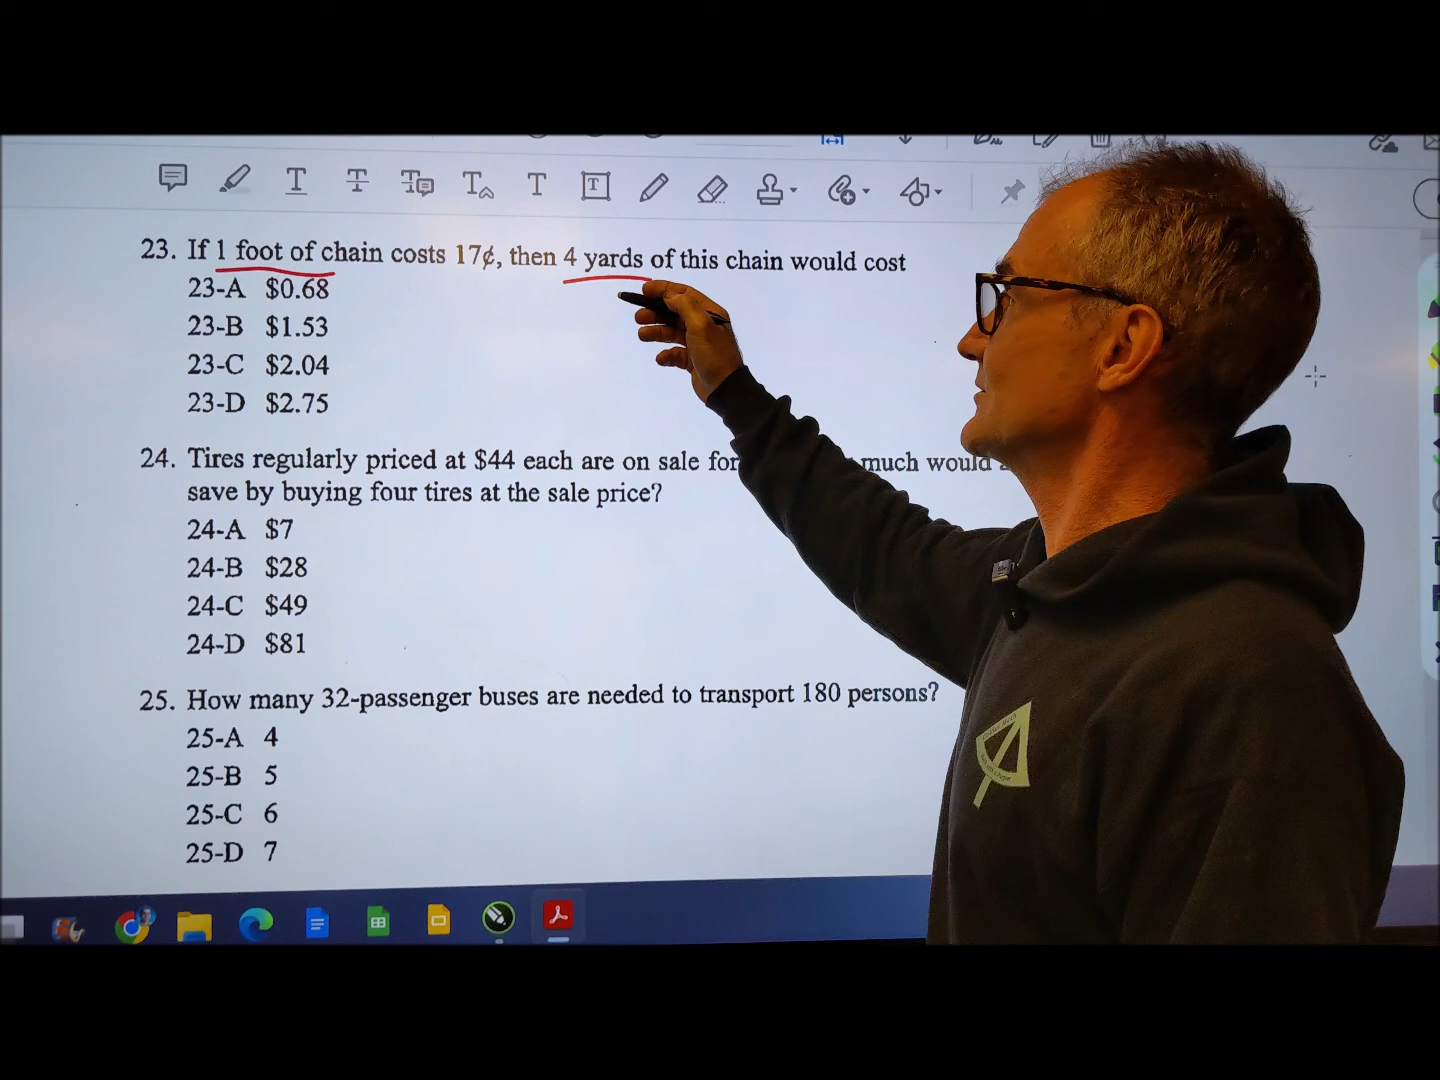 23. If 1 foot of chain costs 17¢, then 4 yards of this chain would cost
23-A $0.68
23-B $1.53
23-C $2.04
23-D $2.75
24. Tires regularly priced at $44 each are on sale for much would
save by buying four tires at the sale price?
24-A $7
24-B $28
24-C $49
24-D $81
25. How many 32-passenger buses are needed to transport 180 persons?
25-A 4
25-B 5
25-C 6
25-D 7